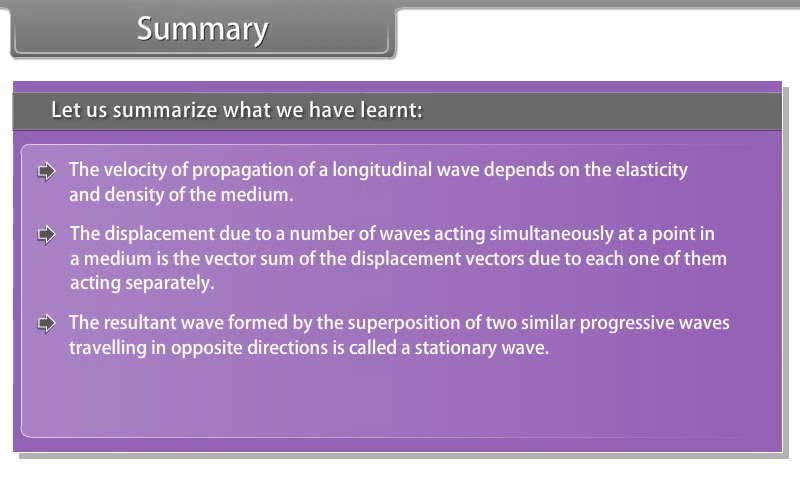 Summary
Let us summarize what we have learnt:
The velocity of propagation of a longitudinal wave depends on the elasticity
and density of the medium.
The displacement due to a number of waves acting simultaneously at a point in
a medium is the vector sum of the displacement vectors due to each one of them
acting separately.
The resultant wave formed by the superposition of two similar progressive waves
travelling in opposite directions is called a stationary wave.